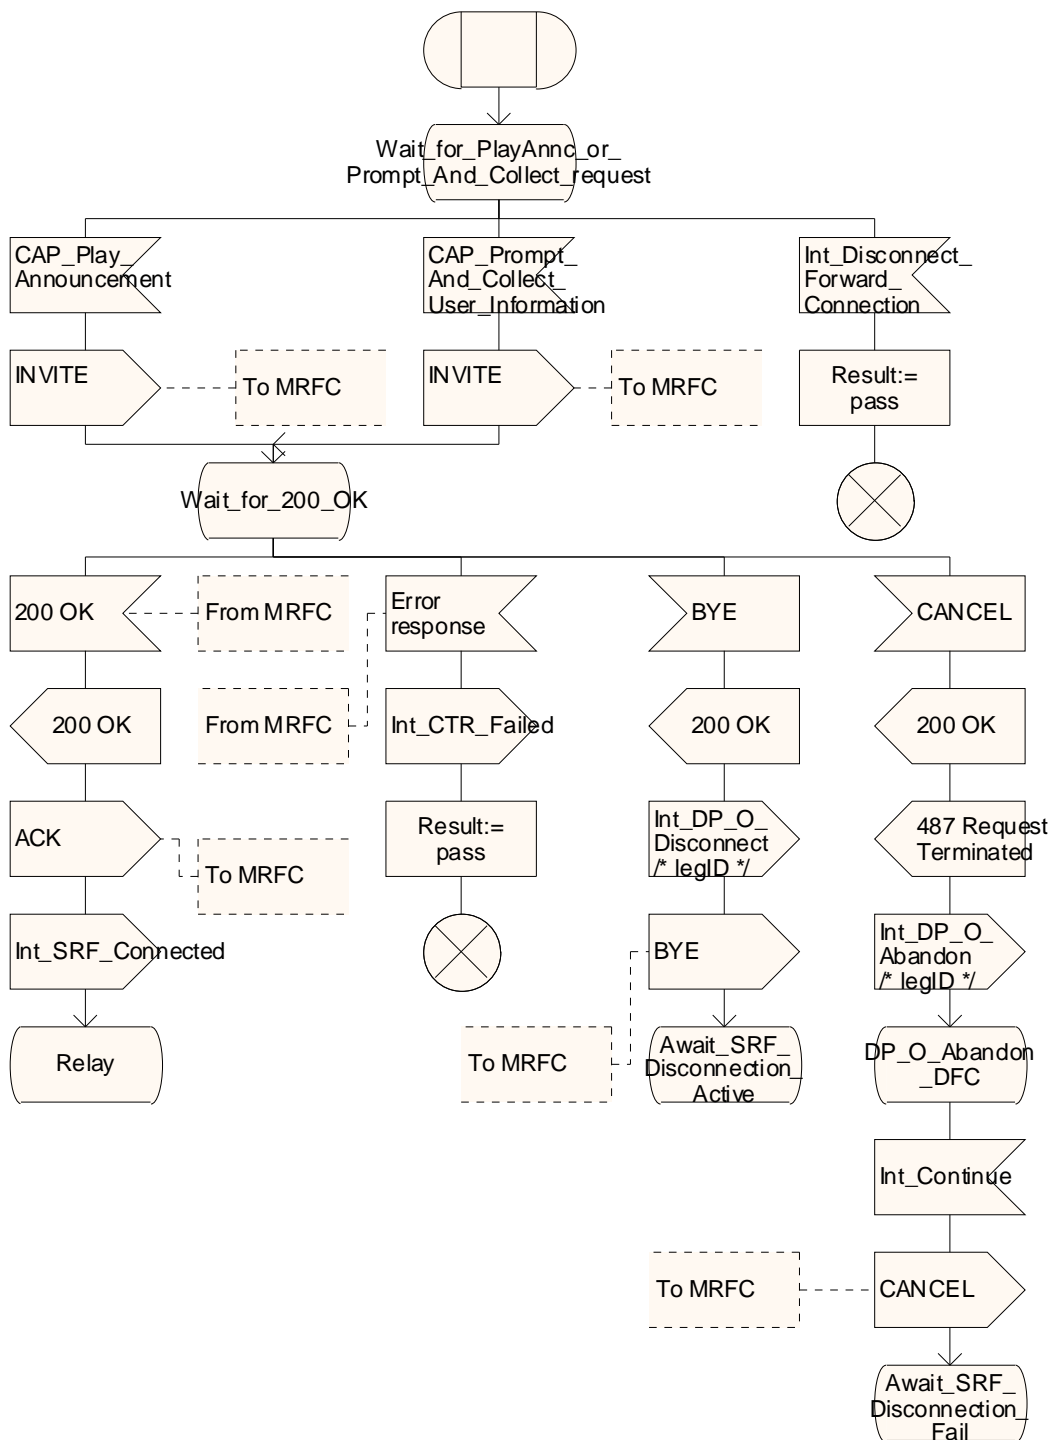 Wait_for_PlayAnnc_or_
Prompt_And_Collect_request
CAP_Play_
Announcement
CAP_Prompt_
And_Collect_
User_Information
Int_Disconnect_
Forward_
Connection
INVITE
To MRFC
INVITE
To MRFC
Result:=
pass
Wait_for_200_OK
200 OK
From MRFC
Error
response
BYE
CANCEL
200 OK
From MRFC
Int_CTR_Failed
200 OK
200 OK
ACK
To MRFC
Result:=
pass
Int_DP_O_
Disconnect
/* legID */
487 Request
Terminated
Int_SRF_Connected
BYE
Int_DP_O_
Abandon
/* legID */
Relay
To MRFC
Await_SRF_
Disconnection_
Active
DP_O_Abandon
_DFC
Int_Continue
To MRFC
CANCEL
Await_SRF_
Disconnection_
Fail